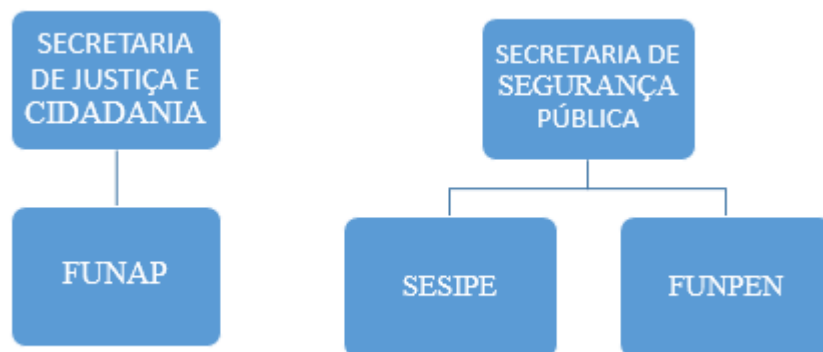 SECRETARIA
DE JUSTIÇA E
CIDADANIA
FUNAP
SECRETARIA DE
SEGURANÇA
PÚBLICA
SESIPE
FUNPEN